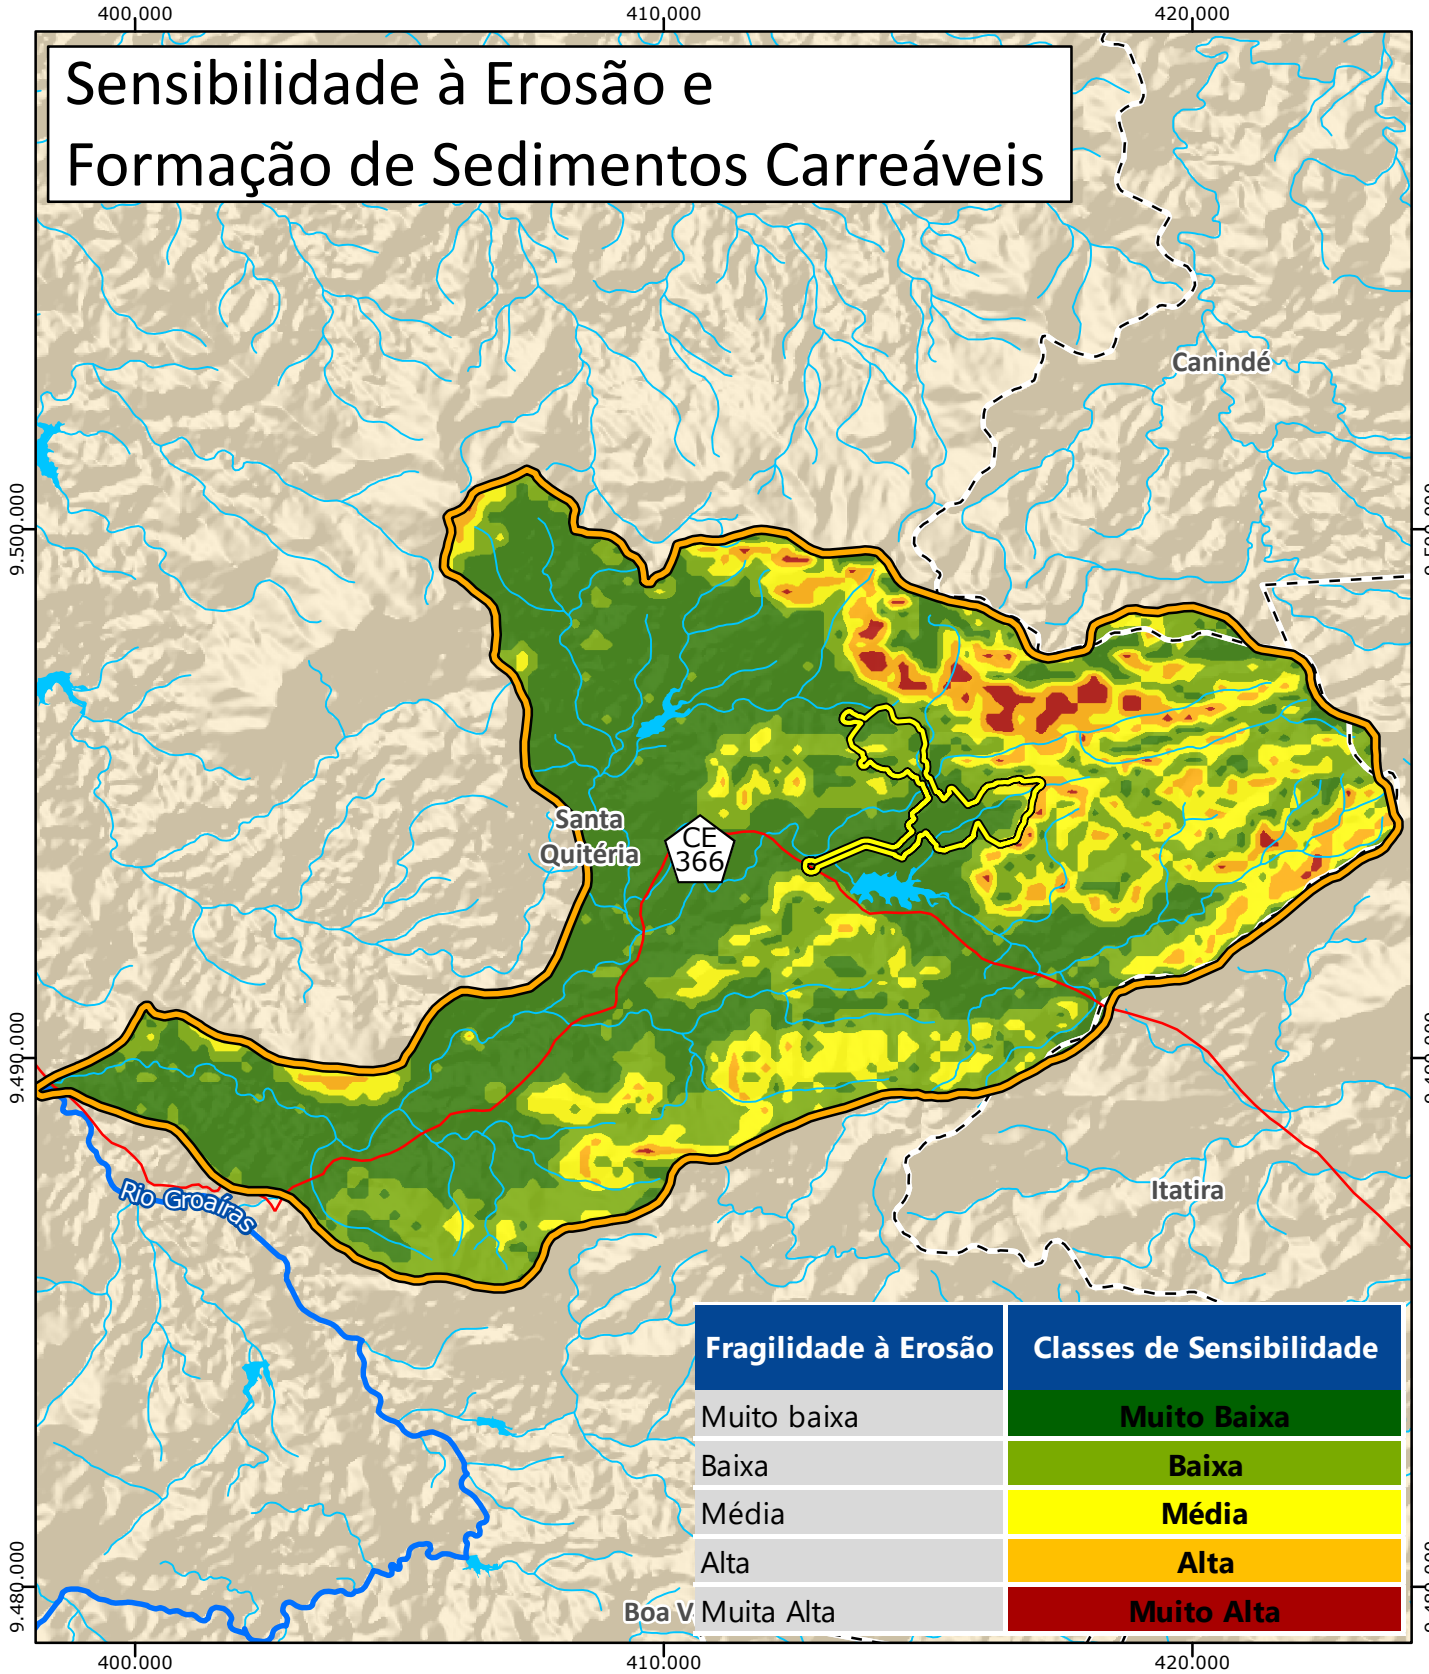 400.000
410.000
420.000
Sensibilidade à Erosão e
Formação de Sedimentos Carreáveis
Canindé
9.500.000
Santa
Quitéria
CE
366
9.490.000
Rio Groaíras
Itatira
Fragilidade à Erosão
Classes de Sensibilidade
Muito baixa
Muito Baixa
Baixa
Baixa
Média
Média
Alta
Alta
9.480.000
Boa V
Muita Alta
Muito Alta
400.000
410.000
420.000